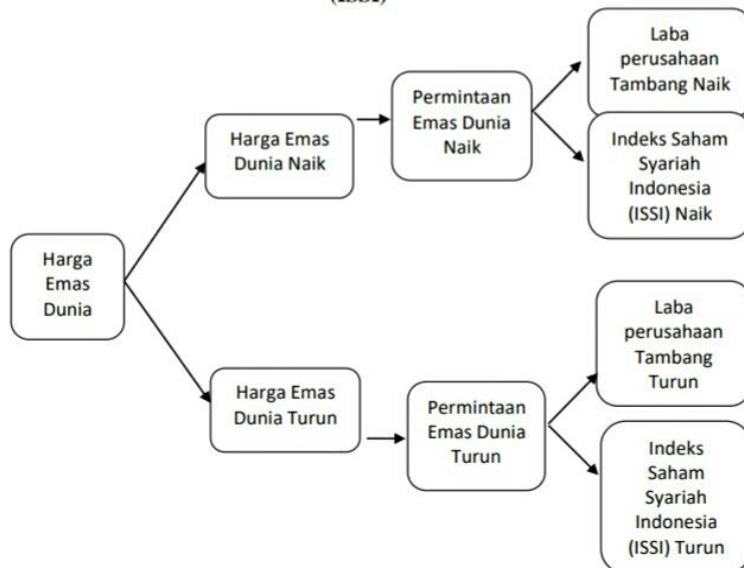 (ISSI)
Laba
perusahaan
Tambang Naik
Permintaan
Emas Dunia
Naik
Harga Emas
Dunia Naik
Indeks Saham
Syariah
Indonesia
(ISSI) Naik
Harga
Emas
Dunia
Laba
perusahaan
Tambang
Turun
Harga Emas
Dunia Turun
Permintaan
Emas Dunia
Turun
Indeks
Saham
Syariah
Indonesia
(ISSI) Turun